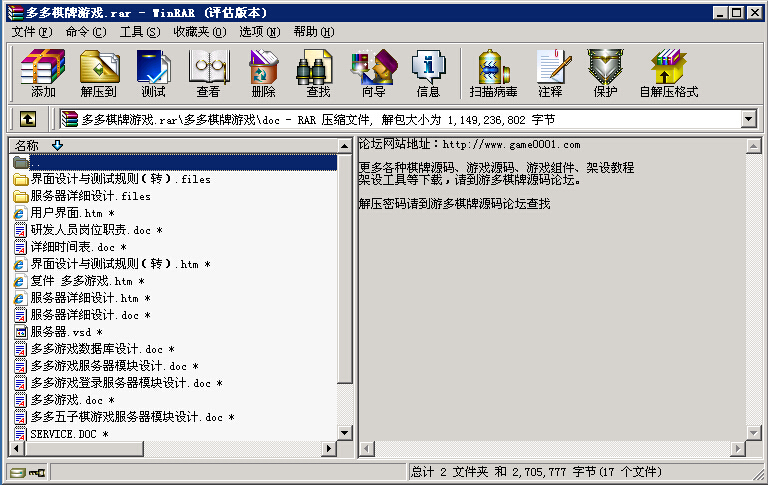 多多棋牌游戏.rar - WinRAR (评估版本)
文件(F) 命令(C) 工具(S) 收藏夹(O) 选项(N) 帮助(H)
添加 解压到 测试 查看 删除 查找 向导 信息 扫描病毒 注释 保护 自解压格式
多多棋牌游戏.rar\多多棋牌游戏\doc - RAR 压缩文件, 解包大小为 1,149,236,802 字节
名称
..
界面设计与测试规则(转).files
服务器详细设计.files
用户界面.htm *
研发人员岗位职责.doc *
详细时间表.doc *
界面设计与测试规则(转).htm *
复件 多多游戏.htm *
服务器详细设计.htm *
服务器详细设计.doc *
服务器.vsd *
多多游戏数据库设计.doc *
多多游戏服务器模块设计.doc *
多多游戏登录服务器模块设计.doc *
多多游戏.doc *
多多五子棋游戏服务器模块设计.doc *
SERVICE.DOC *
论坛网站地址:http://www.game0001.com
更多各种棋牌源码、游戏源码、游戏组件、架设教程
架设工具等下载,请到游多棋牌源码论坛。
解压密码请到游多棋牌源码论坛查找
总计 2 文件夹 和 2,705,777 字节(17 个文件)